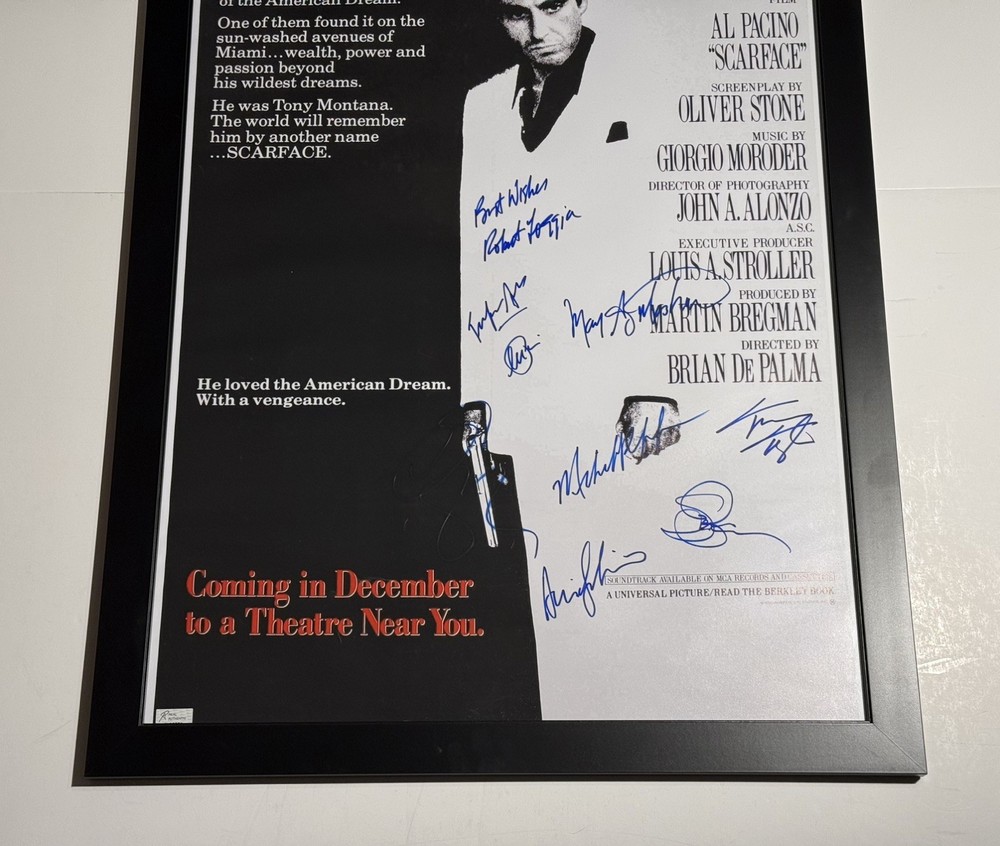 of the American Dream.
One of them found it on the
sun-washed avenues of
Miami...wealth, power and
passion beyond
his wildest dreams.
He was Tony Montana.
The world will remember
him by another name
...SCARFACE.
He loved the American Dream.
With a vengeance.
Coming in December
to a Theatre Near You.
FILM
AL PACINO
"SCARFACE"
SCREENPLAY BY
OLIVER STONE
MUSIC BY
GIORGIO MORODER
DIRECTOR OF PHOTOGRAPHY
JOHN A. ALONZO
A.S.C.
EXECUTIVE PRODUCER
LOUIS A. STROLLER
PRODUCED BY
MARTIN BREGMAN
DIRECTED BY
BRIAN DE PALMA
Best Wishes
Robert Loggia
SOUNDTRACK AVAILABLE ON MCA RECORDS AND CASSETTES
A UNIVERSAL PICTURE/READ THE BERKLEY BOOK